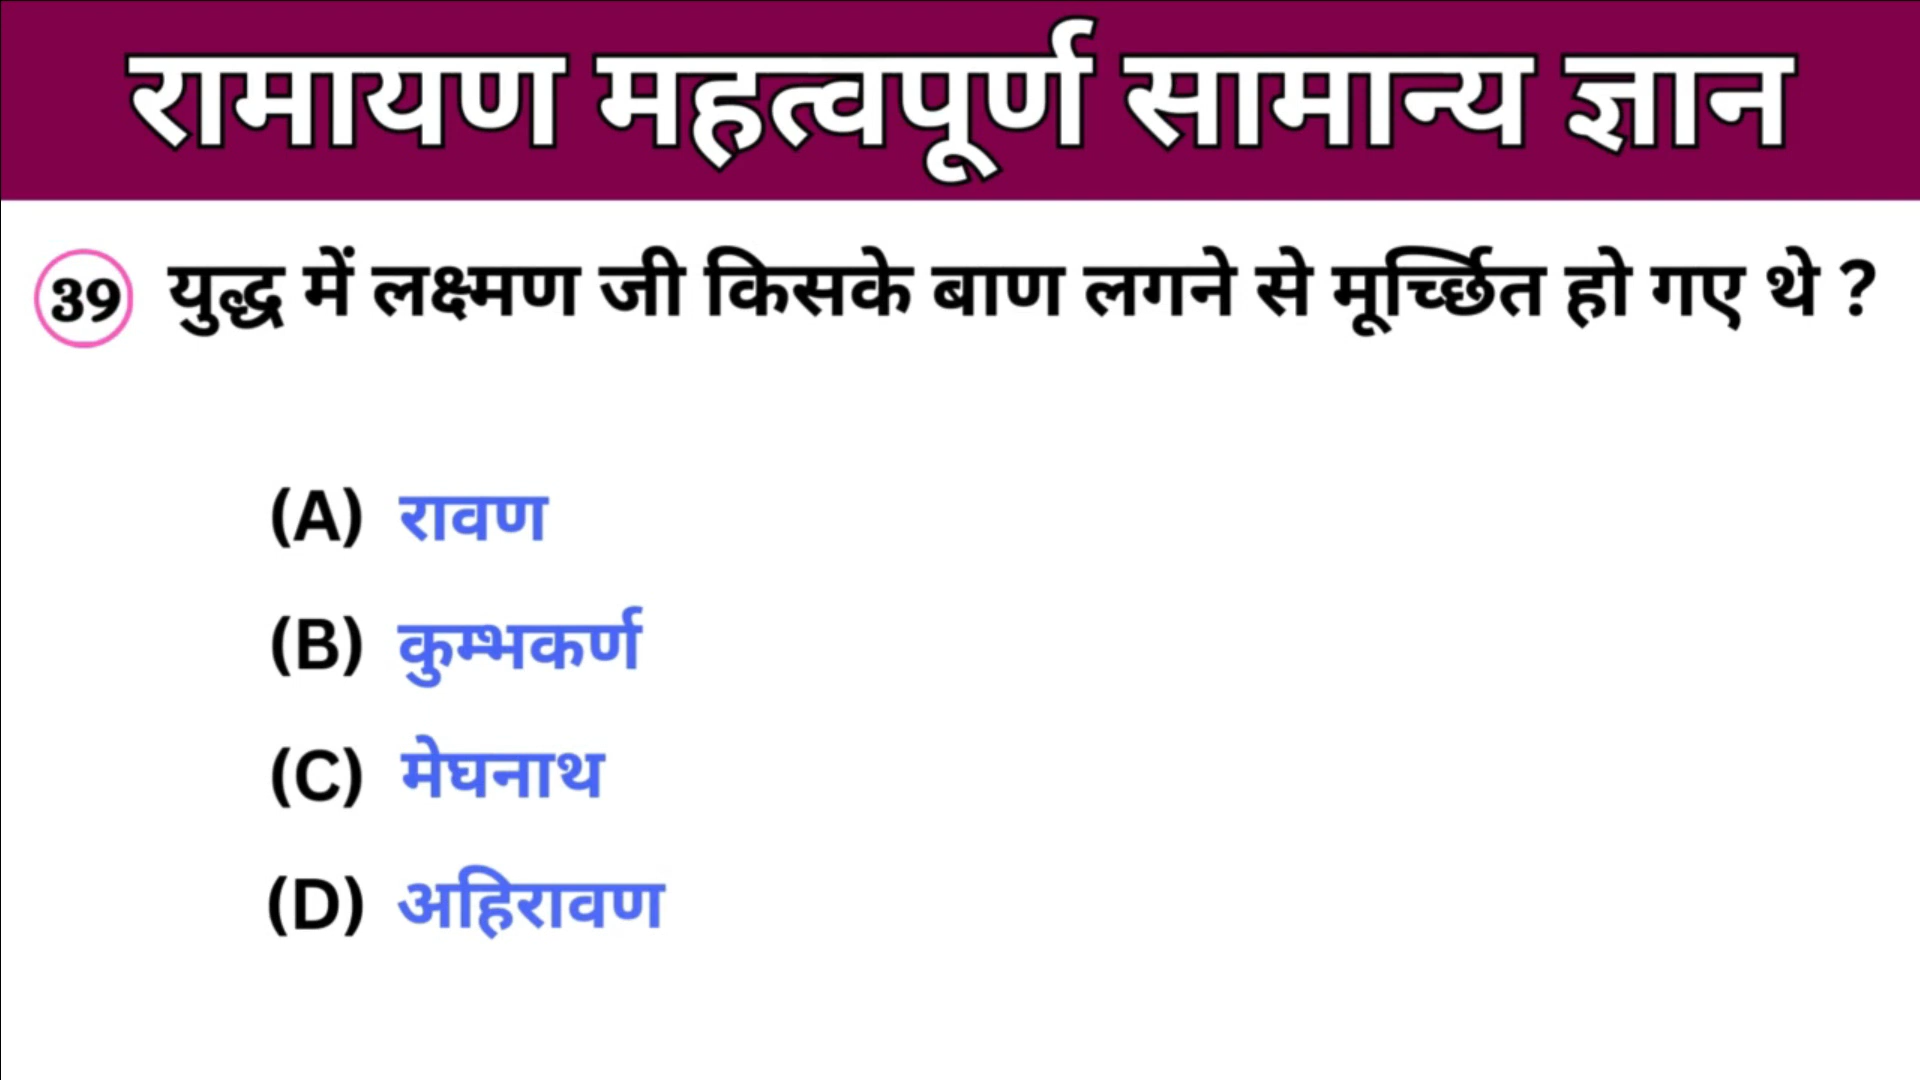 रामायण महत्वपूर्ण सामान्य ज्ञान
39 युद्ध में लक्ष्मण जी किसके बाण लगने से मूर्च्छित हो गए थे ?
(A) रावण
(B) कुम्भकर्ण
(C) मेघनाथ
(D) अहिरावण